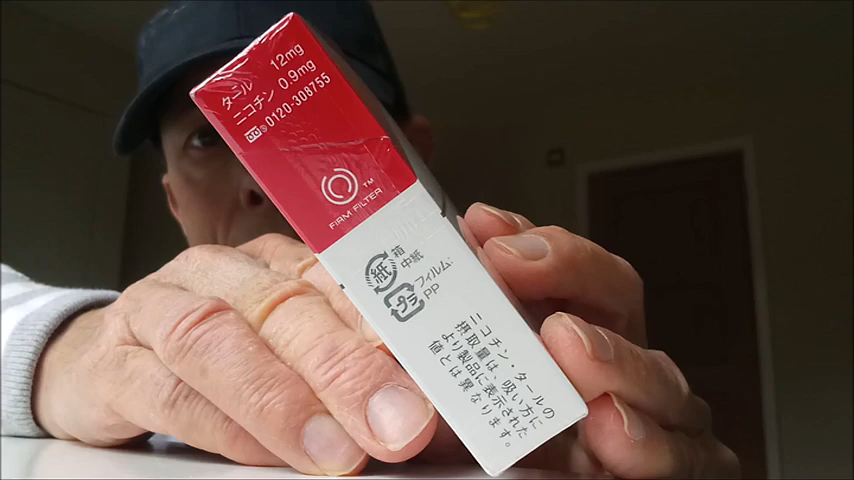 タール 12mg
ニコチン 0.9mg
0120-308755
TM
FIRM FILTER
紙
箱
中紙
プラ
フィルム:
PP
ニコチン・タールの
摂取量は、吸い方に
より製品に表示された
値とは異なります。